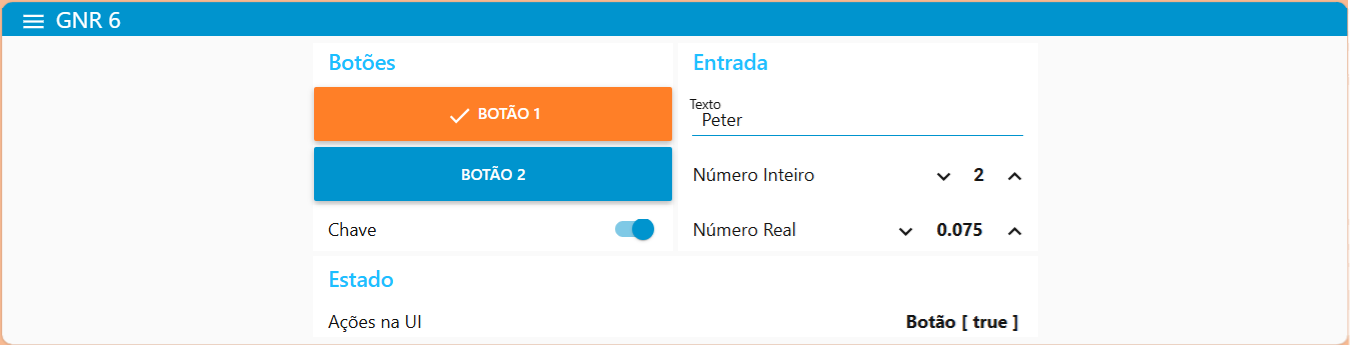 GNR 6
Botões
BOTÃO 1
BOTÃO 2
Chave
Entrada
Texto
Peter
Número Inteiro 2
Número Real 0.075
Estado
Ações na UI Botão [ true ]